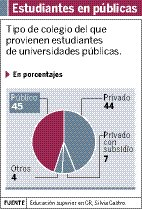 Estudiantes en públicas
Tipo de colegio del que
provienen estudiantes
de universidades públicas.
En porcentajes
Público
45
Privado
44
Privado
con
subsidio
7
Otros
4
FUENTE Educación superior en CR, Silvia Castro.